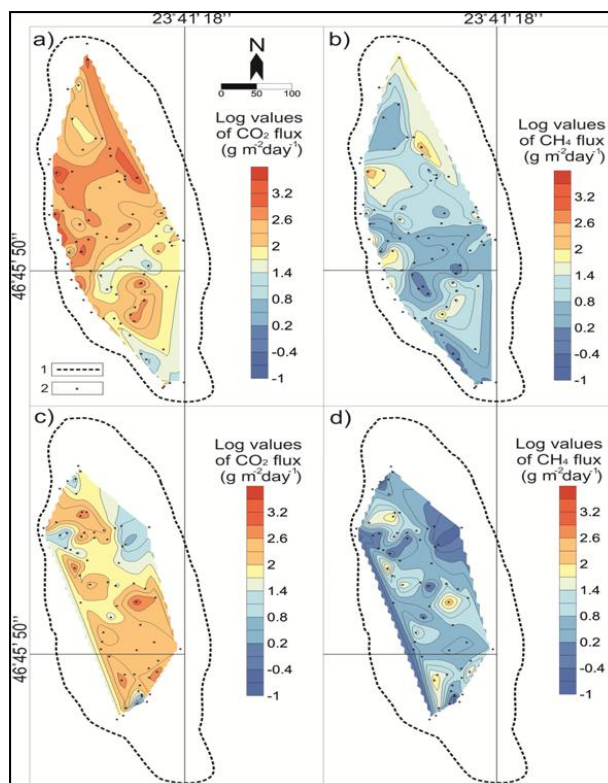 23°41' 18''
23°41' 18''
a)
N
0 50 100
b)
Log values
of CO₂ flux
(g m⁻²day⁻¹)
3.2
2.6
2
1.4
0.8
0.2
-0.4
-1
Log values
of CH₄ flux
(g m⁻²day⁻¹)
3.2
2.6
2
1.4
0.8
0.2
-0.4
-1
46°45' 50''
1
2
c)
Log values
of CO₂ flux
(g m⁻²day⁻¹)
3.2
2.6
2
1.4
0.8
0.2
-0.4
-1
d)
Log values
of CH₄ flux
(g m⁻²day⁻¹)
3.2
2.6
2
1.4
0.8
0.2
-0.4
-1
46°45' 50''